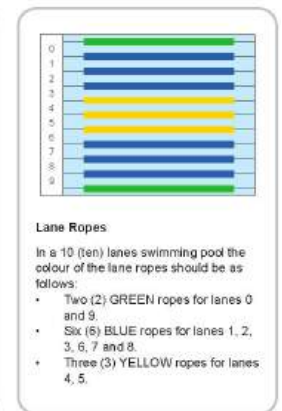 0
1
2
3
4
5
6
7
8
9
Lane Ropes
In a 10 (ten) lanes swimming pool the
colour of the lane ropes should be as
follows:
• Two (2) GREEN ropes for lanes 0
and 9.
• Six (6) BLUE ropes for lanes 1, 2,
3, 6, 7 and 8.
• Three (3) YELLOW ropes for lanes
4, 5.